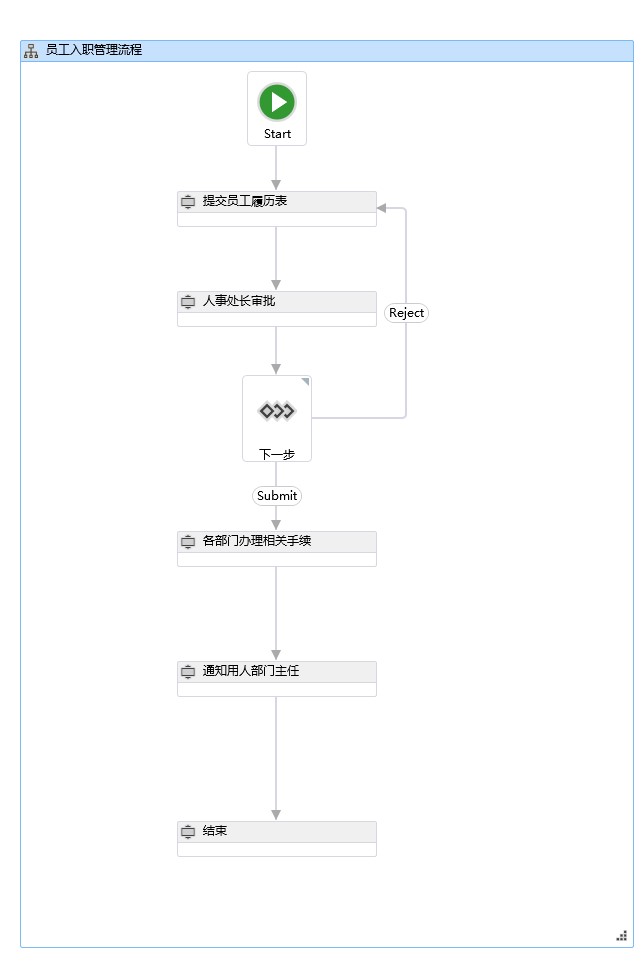 员工入职管理流程
Start
提交员工履历表
人事处长审批
Reject
下一步
Submit
各部门办理相关手续
通知用人部门主任
结束